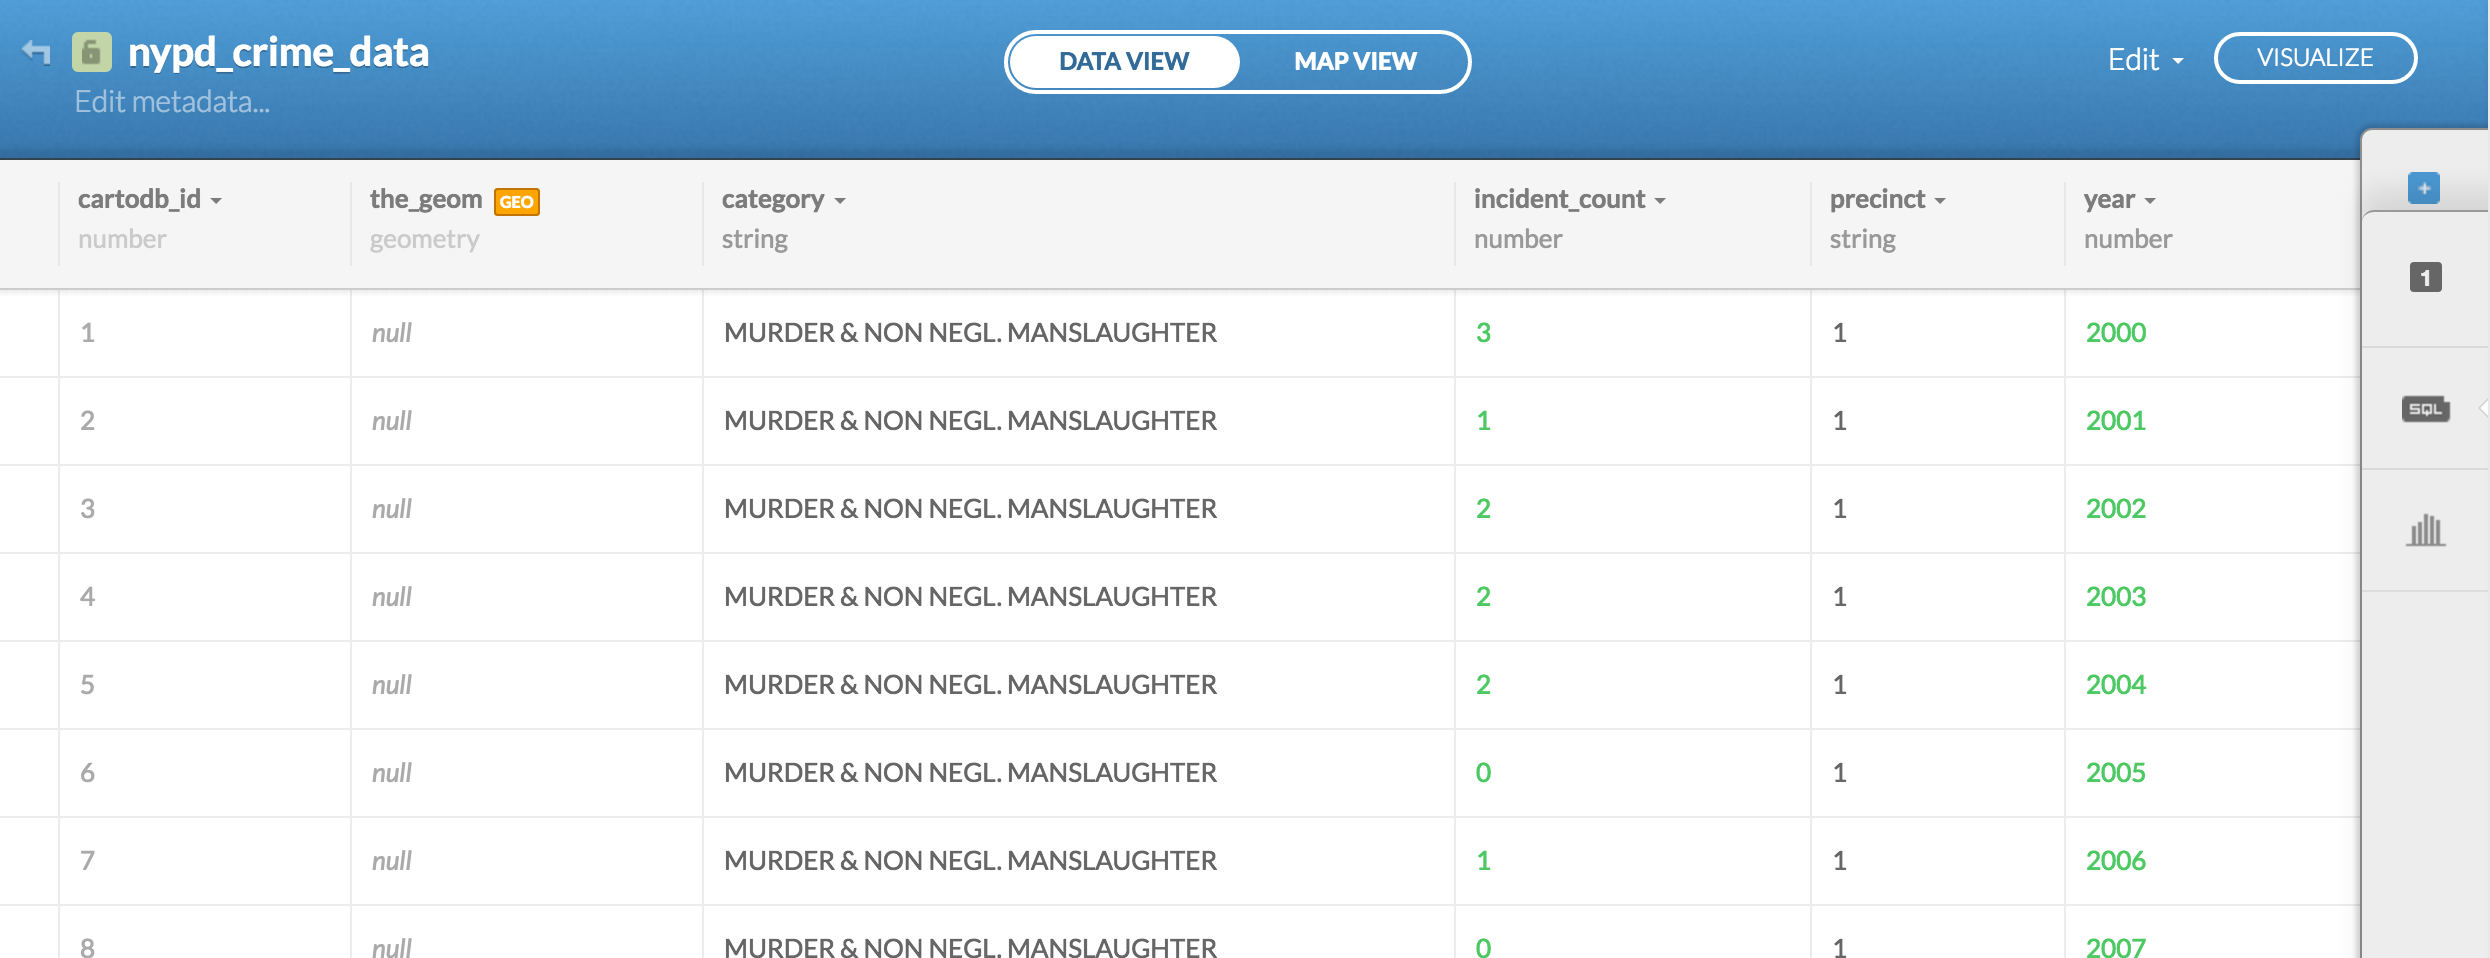 nypd_crime_data
Edit metadata...
DATA VIEW MAP VIEW
Edit VISUALIZE
cartodb_id the_geom GEO category incident_count precinct year
number geometry string number string number
1 null MURDER & NON NEGL. MANSLAUGHTER 3 1 2000
2 null MURDER & NON NEGL. MANSLAUGHTER 1 1 2001
3 null MURDER & NON NEGL. MANSLAUGHTER 2 1 2002
4 null MURDER & NON NEGL. MANSLAUGHTER 2 1 2003
5 null MURDER & NON NEGL. MANSLAUGHTER 2 1 2004
6 null MURDER & NON NEGL. MANSLAUGHTER 0 1 2005
7 null MURDER & NON NEGL. MANSLAUGHTER 1 1 2006
8 null MURDER & NON NEGL. MANSLAUGHTER 0 1 2007
+
1
SQL